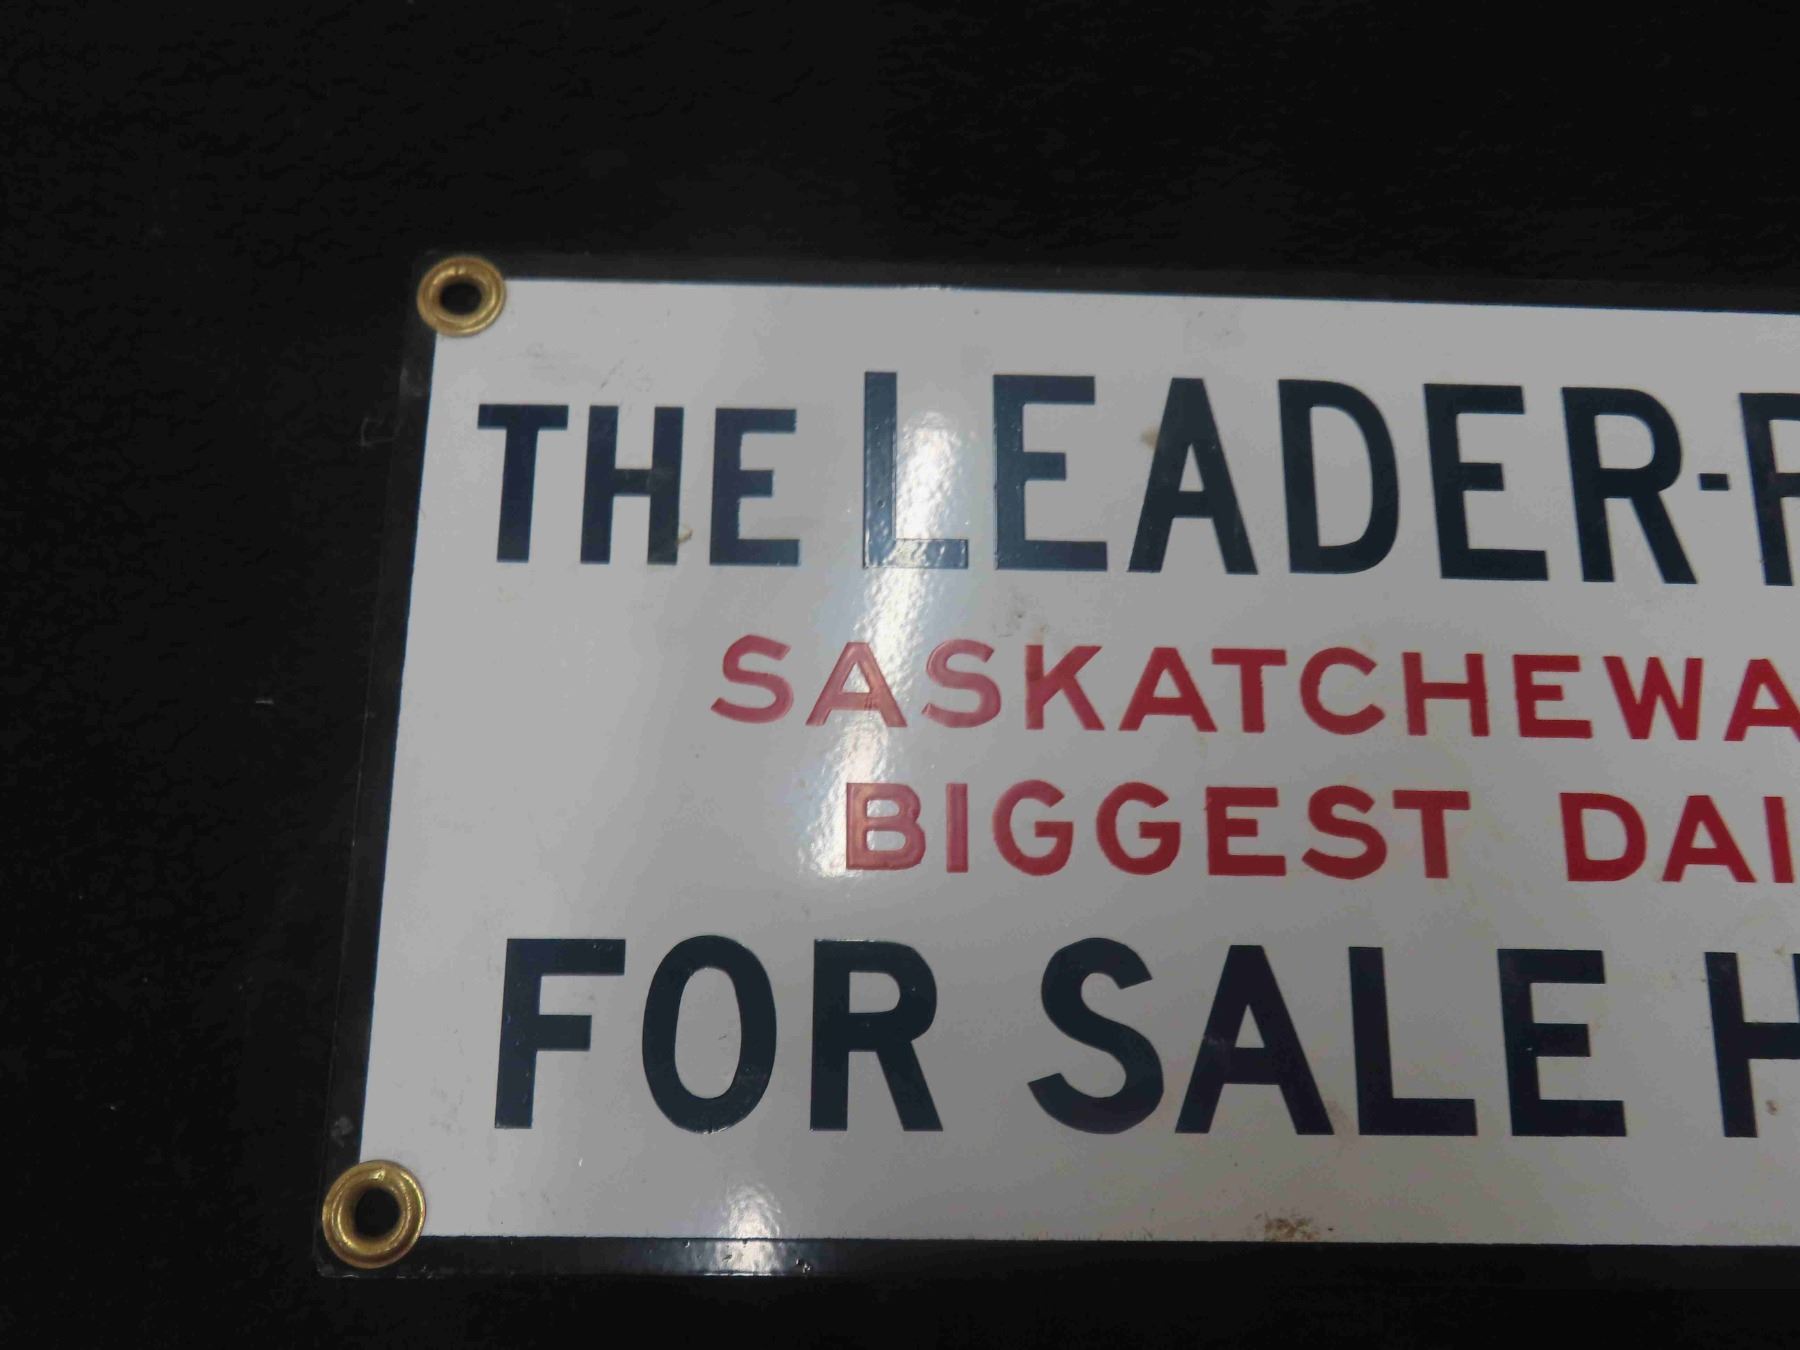 THE LEADER-P
SASKATCHEWA
BIGGEST DAI
FOR SALE H